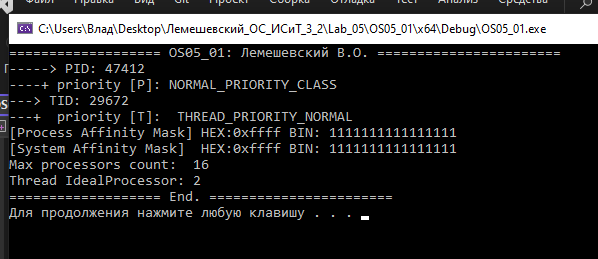 Правка Вид Git Проект Сборка Отладка Тест Анализ Средства
C:\Users\Влад\Desktop\Лемешевский_ОС_ИСиТ_3_2\Lab_05\OS05_01\x64\Debug\OS05_01.exe
=================== OS05_01: Лемешевский В.О. ===================
-----> PID: 47412
----+ priority [P]: NORMAL_PRIORITY_CLASS
---> TID: 29672
---+  priority [T]:  THREAD_PRIORITY_NORMAL
[Process Affinity Mask] HEX:0xffff BIN: 1111111111111111
[System Affinity Mask]  HEX:0xffff BIN: 1111111111111111
Max processors count:  16
Thread IdealProcessor: 2
=================== End. =======================
Для продолжения нажмите любую клавишу . . .